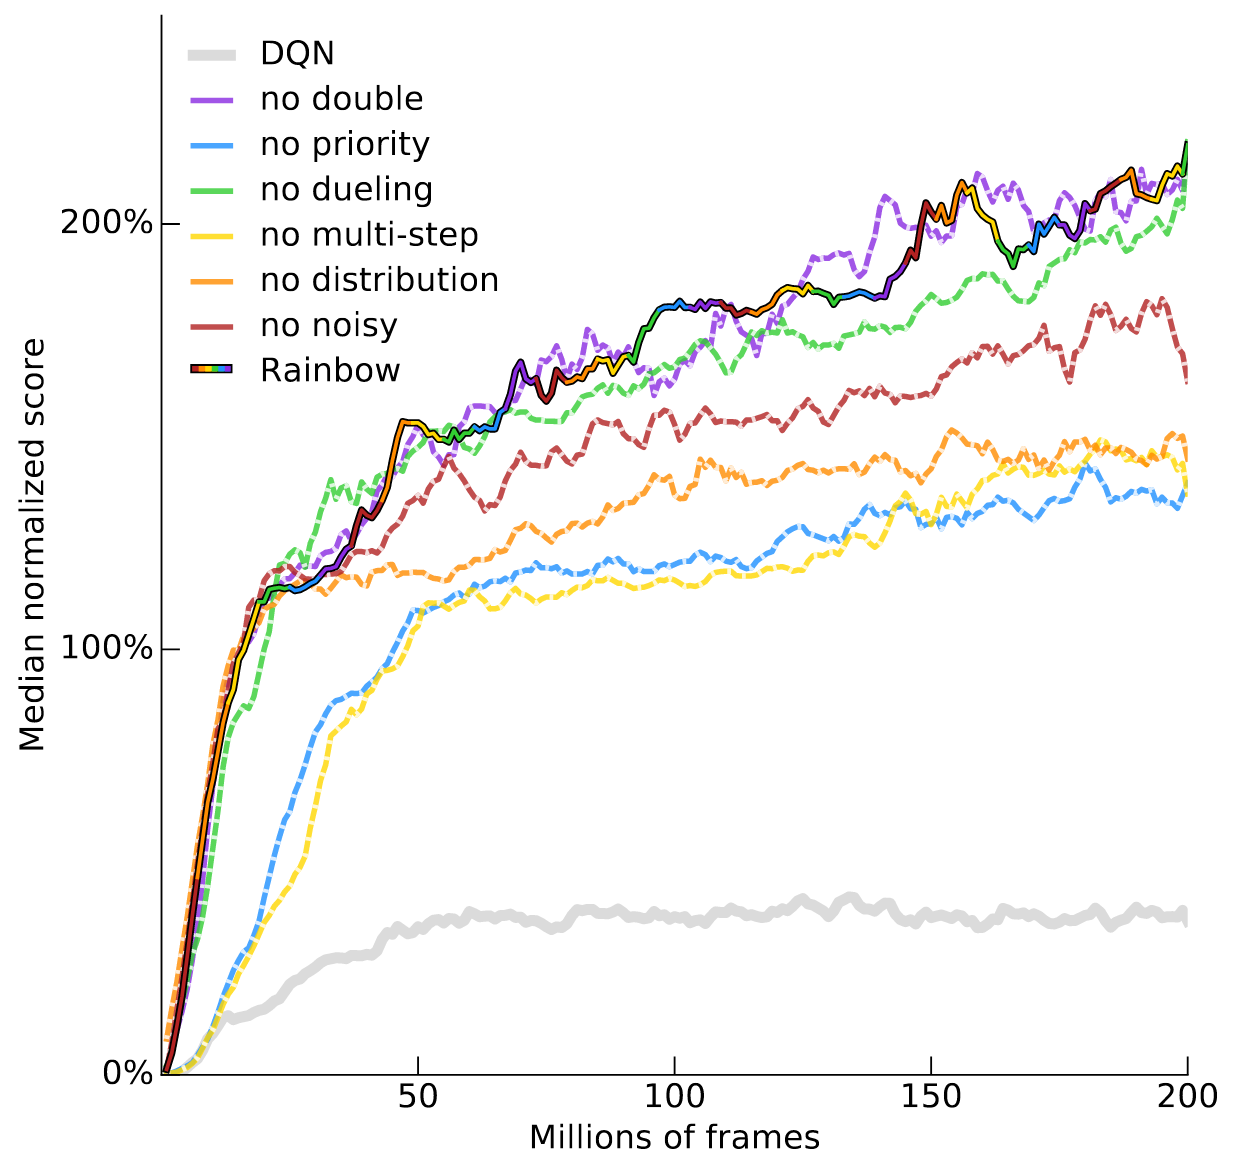 DQN
no double
no priority
no dueling
no multi-step
no distribution
no noisy
Rainbow
Median normalized score
200%
100%
0%
50
100
150
200
Millions of frames